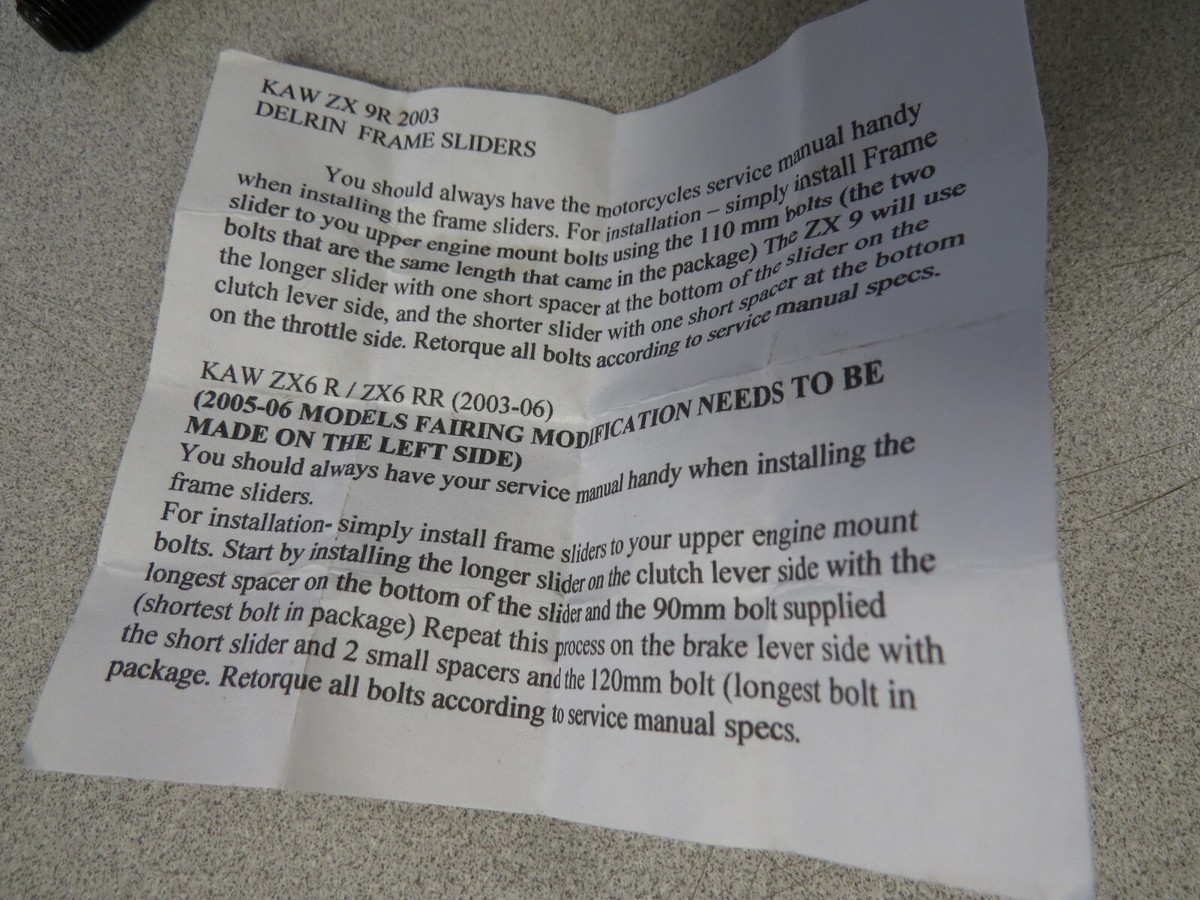 KAW ZX 9R 2003
DELRIN FRAME SLIDERS
You should always have the motorcycles service manual handy
when installing the frame sliders. For installation – simply install Frame
slider to you upper engine mount bolts using the 110 mm bolts (the two
bolts that are the same length that came in the package) The ZX 9 will use
the longer slider with one short spacer at the bottom of the slider on the
clutch lever side, and the shorter slider with one short spacer at the bottom
on the throttle side. Retorque all bolts according to service manual specs.
KAW ZX6 R / ZX6 RR (2003-06)
(2005-06 MODELS FAIRING MODIFICATION NEEDS TO BE
MADE ON THE LEFT SIDE)
You should always have your service manual handy when installing the
frame sliders.
For installation- simply install frame sliders to your upper engine mount
bolts. Start by installing the longer slider on the clutch lever side with the
longest spacer on the bottom of the slider and the 90mm bolt supplied
(shortest bolt in package) Repeat this process on the brake lever side with
the short slider and 2 small spacers and the 120mm bolt (longest bolt in
package. Retorque all bolts according to service manual specs.